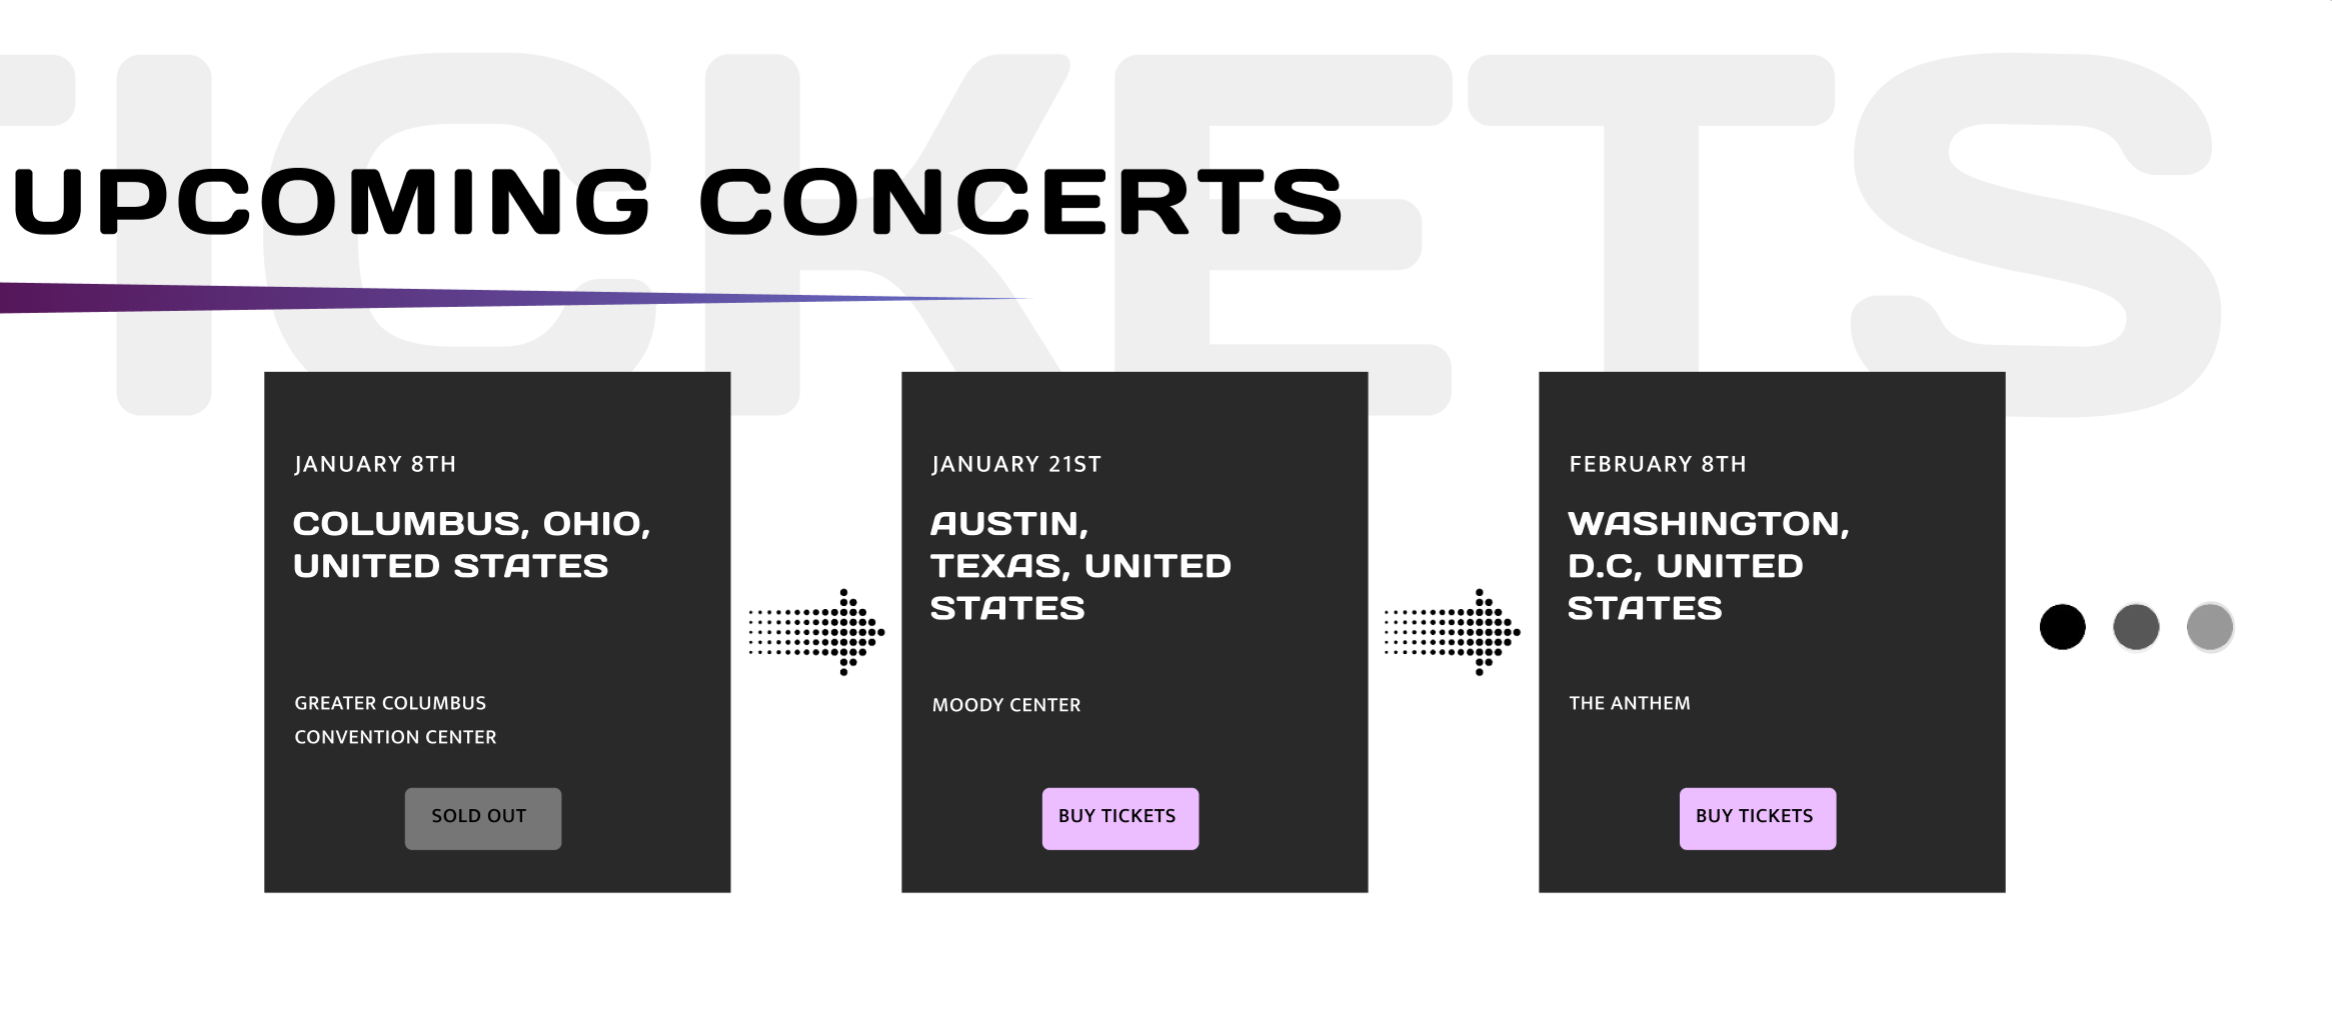 TICKETS
UPCOMING CONCERTS
JANUARY 8TH
COLUMBUS, OHIO,
UNITED STATES
GREATER COLUMBUS
CONVENTION CENTER
SOLD OUT
JANUARY 21ST
AUSTIN,
TEXAS, UNITED
STATES
MOODY CENTER
BUY TICKETS
FEBRUARY 8TH
WASHINGTON,
D.C, UNITED
STATES
THE ANTHEM
BUY TICKETS